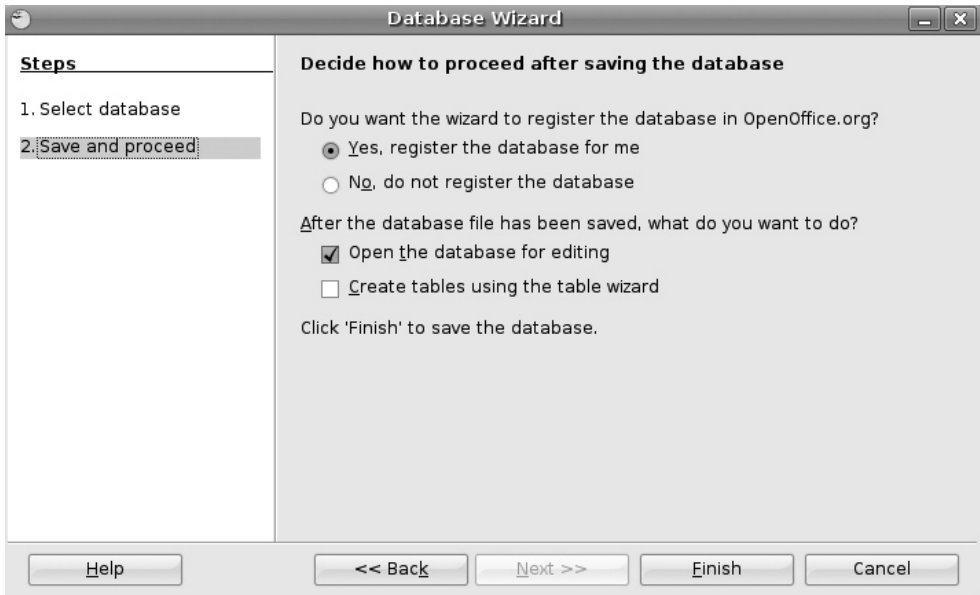 Database Wizard
Steps
1. Select database
2. Save and proceed
Decide how to proceed after saving the database
Do you want the wizard to register the database in OpenOffice.org?
Yes, register the database for me
No, do not register the database
After the database file has been saved, what do you want to do?
Open the database for editing
Create tables using the table wizard
Click 'Finish' to save the database.
Help
<< Back
Next >>
Finish
Cancel